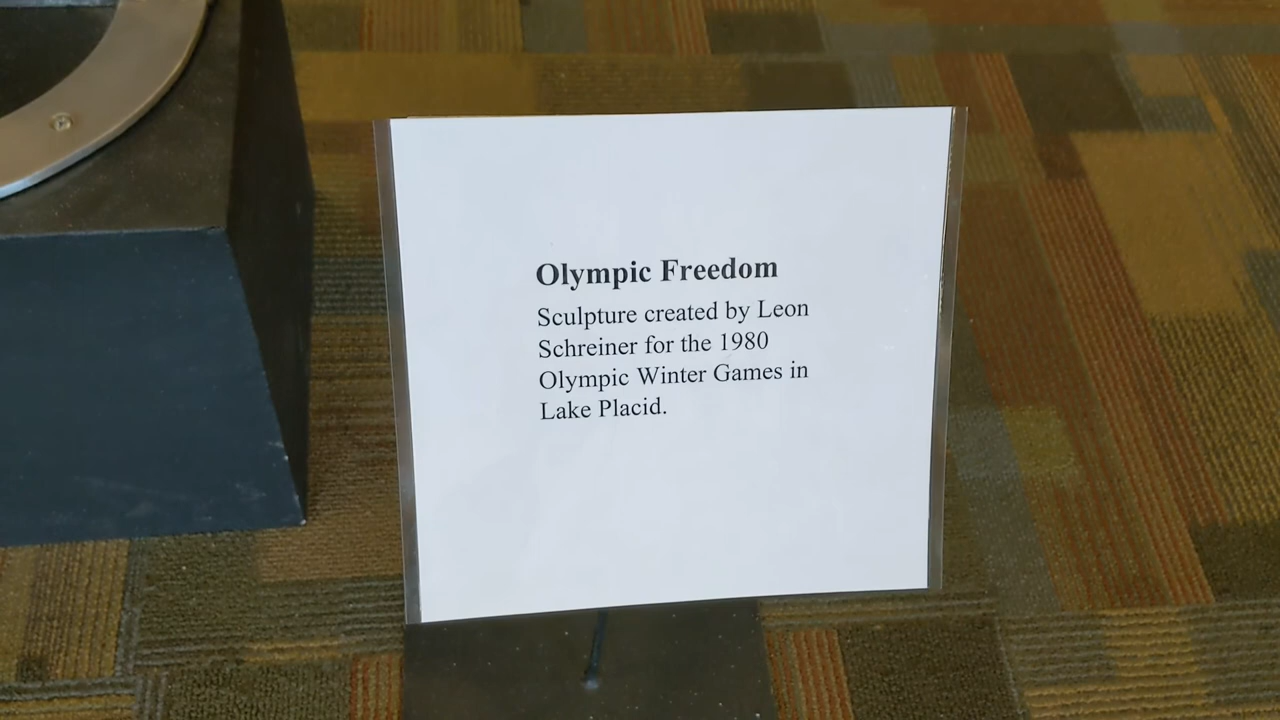 Olympic Freedom
Sculpture created by Leon
Schreiner for the 1980
Olympic Winter Games in
Lake Placid.